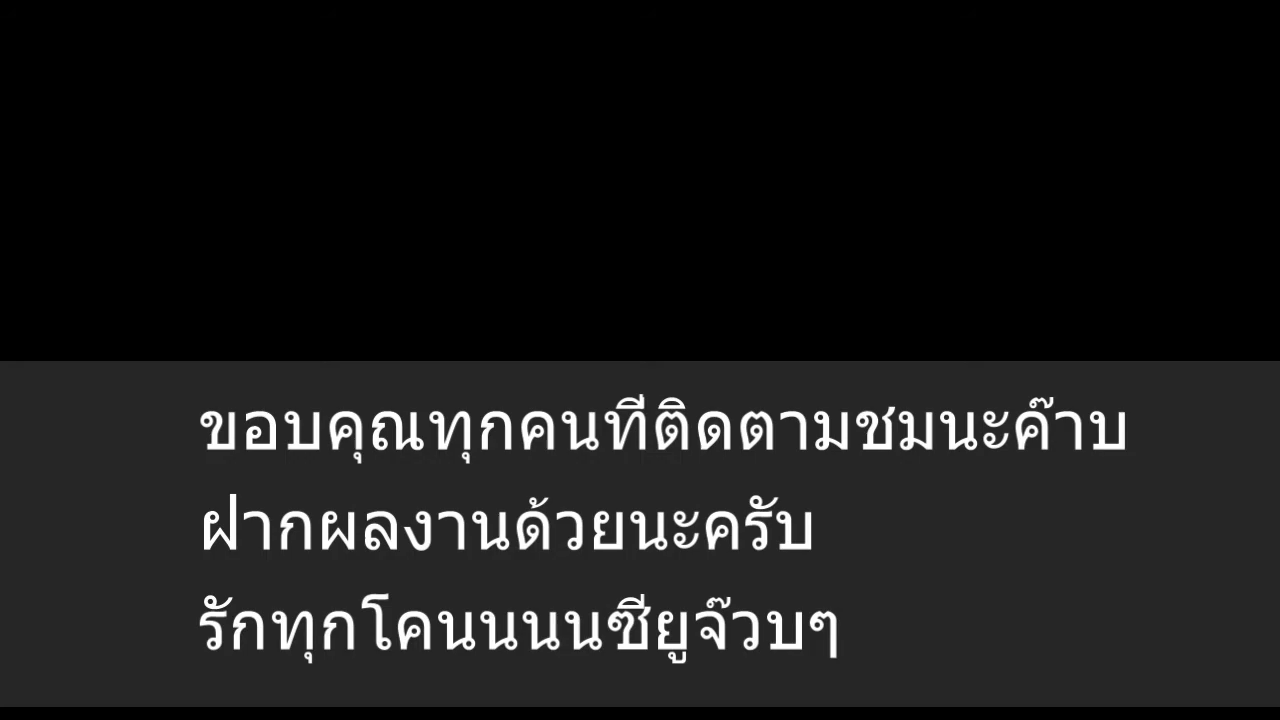 ขอบคุณทุกคนที่ติดตามชมนะค๊าบ
ฝากผลงานด้วยนะครับ
รักทุกโคนนนนซียูจ๊วบๆ